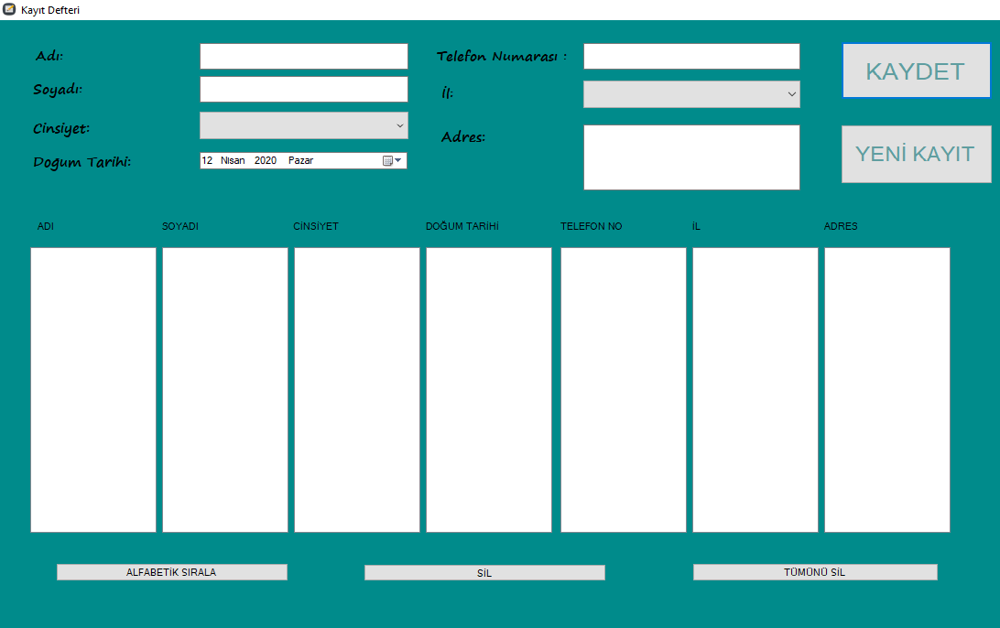 Kayıt Defteri
Adı:
Telefon Numarası :
KAYDET
Soyadı:
İl:
Cinsiyet:
Adres:
YENİ KAYIT
Dogum Tarihi:
12 Nisan 2020 Pazar
ADI SOYADI CİNSİYET DOĞUM TARİHİ TELEFON NO İL ADRES
ALFABETİK SIRALA SİL TÜMÜNÜ SİL